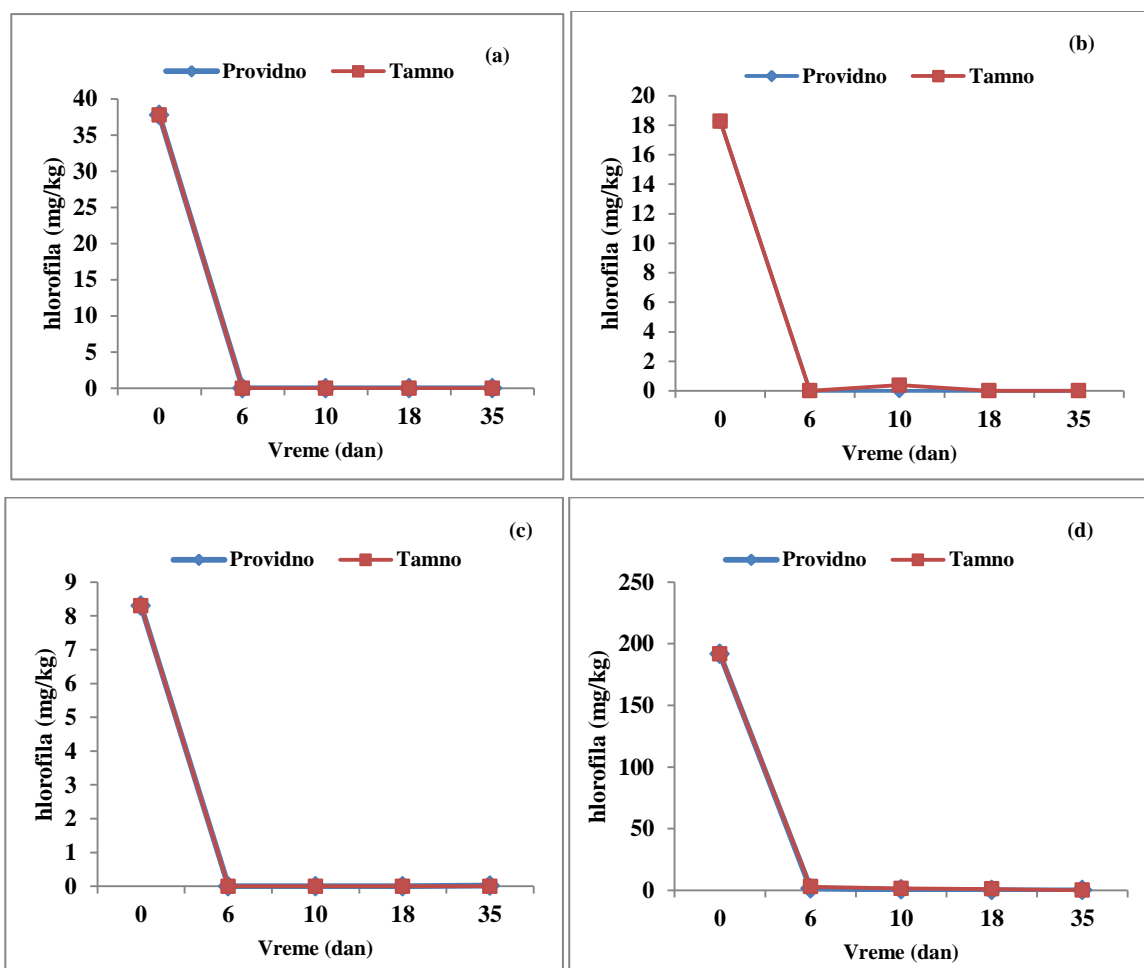 (a)
Providno Tamno
40
35
30
25
20
15
10
5
0
hlorofila (mg/kg)
0 6 10 18 35
Vreme (dan)
(b)
Providno Tamno
20
18
16
14
12
10
8
6
4
2
0
hlorofila (mg/kg)
0 6 10 18 35
Vreme (dan)
(c)
Providno Tamno
9
8
7
6
5
4
3
2
1
0
hlorofila (mg/kg)
0 6 10 18 35
Vreme (dan)
(d)
Providno Tamno
250
200
150
100
50
0
hlorofila (mg/kg)
0 6 10 18 35
Vreme (dan)